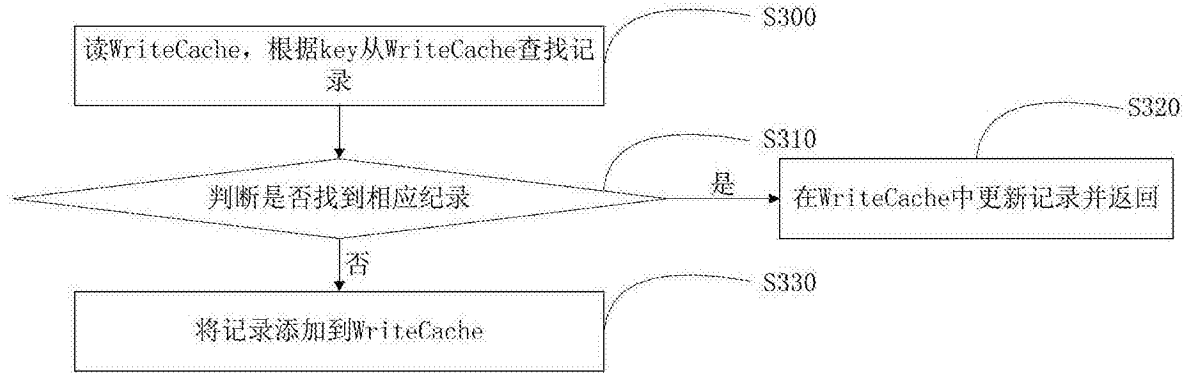 S300
读WriteCache，根据key从WriteCache查找记
录
S320
S310
判断是否找到相应纪录
是
在WriteCache中更新记录并返回
否
S330
将记录添加到WriteCache